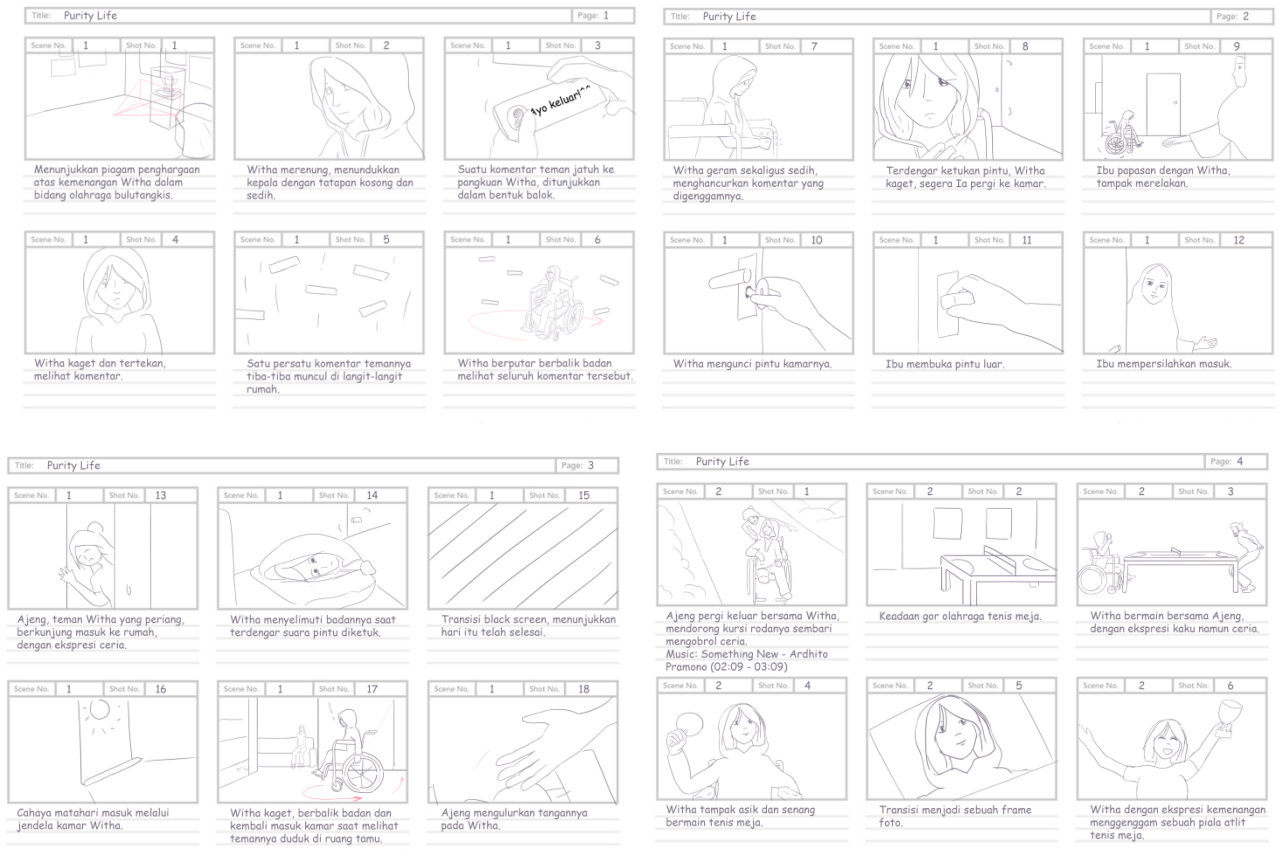 Title: Purity Life Page: 1
Scene No. 1 Shot No. 1
Menunjukkan piagam penghargaan
atas kemenangan Witha dalam
bidang olahraga bulutangkis.
Scene No. 1 Shot No. 2
Witha merenung, menundukkan
kepala dengan tatapan kosong dan
sedih.
Scene No. 1 Shot No. 3
Ayo keluar!^^
Suatu komentar teman jatuh ke
pangkuan Witha, ditunjukkan
dalam bentuk balok.
Scene No. 1 Shot No. 4
Witha kaget dan tertekan,
melihat komentar.
Scene No. 1 Shot No. 5
Satu persatu komentar temannya
tiba-tiba muncul di langit-langit
rumah.
Scene No. 1 Shot No. 6
Witha berputar berbalik badan
melihat seluruh komentar tersebut.
Title: Purity Life Page: 2
Scene No. 1 Shot No. 7
Witha geram sekaligus sedih,
menghancurkan komentar yang
digenggamnya.
Scene No. 1 Shot No. 8
Terdengar ketukan pintu, Witha
kaget, segera Ia pergi ke kamar.
Scene No. 1 Shot No. 9
Ibu papasan dengan Witha,
tampak merelakan.
Scene No. 1 Shot No. 10
Witha mengunci pintu kamarnya.
Scene No. 1 Shot No. 11
Ibu membuka pintu luar.
Scene No. 1 Shot No. 12
Ibu mempersilahkan masuk.
Title: Purity Life Page: 3
Scene No. 1 Shot No. 13
Ajeng, teman Witha yang periang,
berkunjung masuk ke rumah,
dengan ekspresi ceria.
Scene No. 1 Shot No. 14
Witha menyelimuti badannya saat
terdengar suara pintu diketuk.
Scene No. 1 Shot No. 15
Transisi black screen, menunjukkan
hari itu telah selesai.
Scene No. 1 Shot No. 16
Cahaya matahari masuk melalui
jendela kamar Witha.
Scene No. 1 Shot No. 17
Witha kaget, berbalik badan dan
kembali masuk kamar saat melihat
temannya duduk di ruang tamu.
Scene No. 1 Shot No. 18
Ajeng mengulurkan tangannya
pada Witha.
Title: Purity Life Page: 4
Scene No. 2 Shot No. 1
Ajeng pergi keluar bersama Witha,
mendorong kursi rodanya sembari
mengobrol ceria.
Music: Something New - Ardhito
Pramono (02:09 - 03:09)
Scene No. 2 Shot No. 2
Keadaan gor olahraga tenis meja.
Scene No. 2 Shot No. 3
Witha bermain bersama Ajeng,
dengan ekspresi kaku namun ceria.
Scene No. 2 Shot No. 4
Witha tampak asik dan senang
bermain tenis meja.
Scene No. 2 Shot No. 5
Transisi menjadi sebuah frame
foto.
Scene No. 2 Shot No. 6
Witha dengan ekspresi kemenangan
menggenggam sebuah piala atlit
tenis meja.